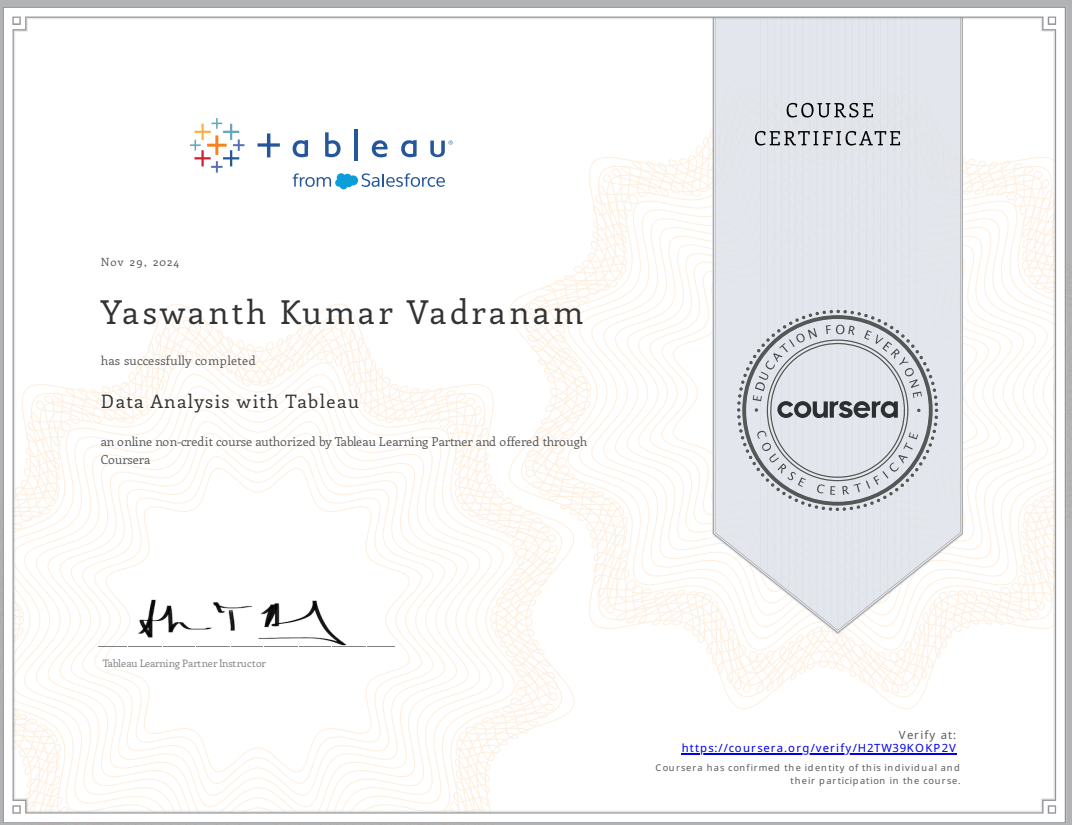 tableau®
from Salesforce
COURSE
CERTIFICATE
Nov 29, 2024
Yaswanth Kumar Vadranam
has successfully completed
Data Analysis with Tableau
an online non-credit course authorized by Tableau Learning Partner and offered through
Coursera
EDUCATION FOR EVERYONE
coursera
COURSE CERTIFICATE
Tableau Learning Partner Instructor
Verify at:
https://coursera.org/verify/H2TW39KOKP2V
Coursera has confirmed the identity of this individual and
their participation in the course.